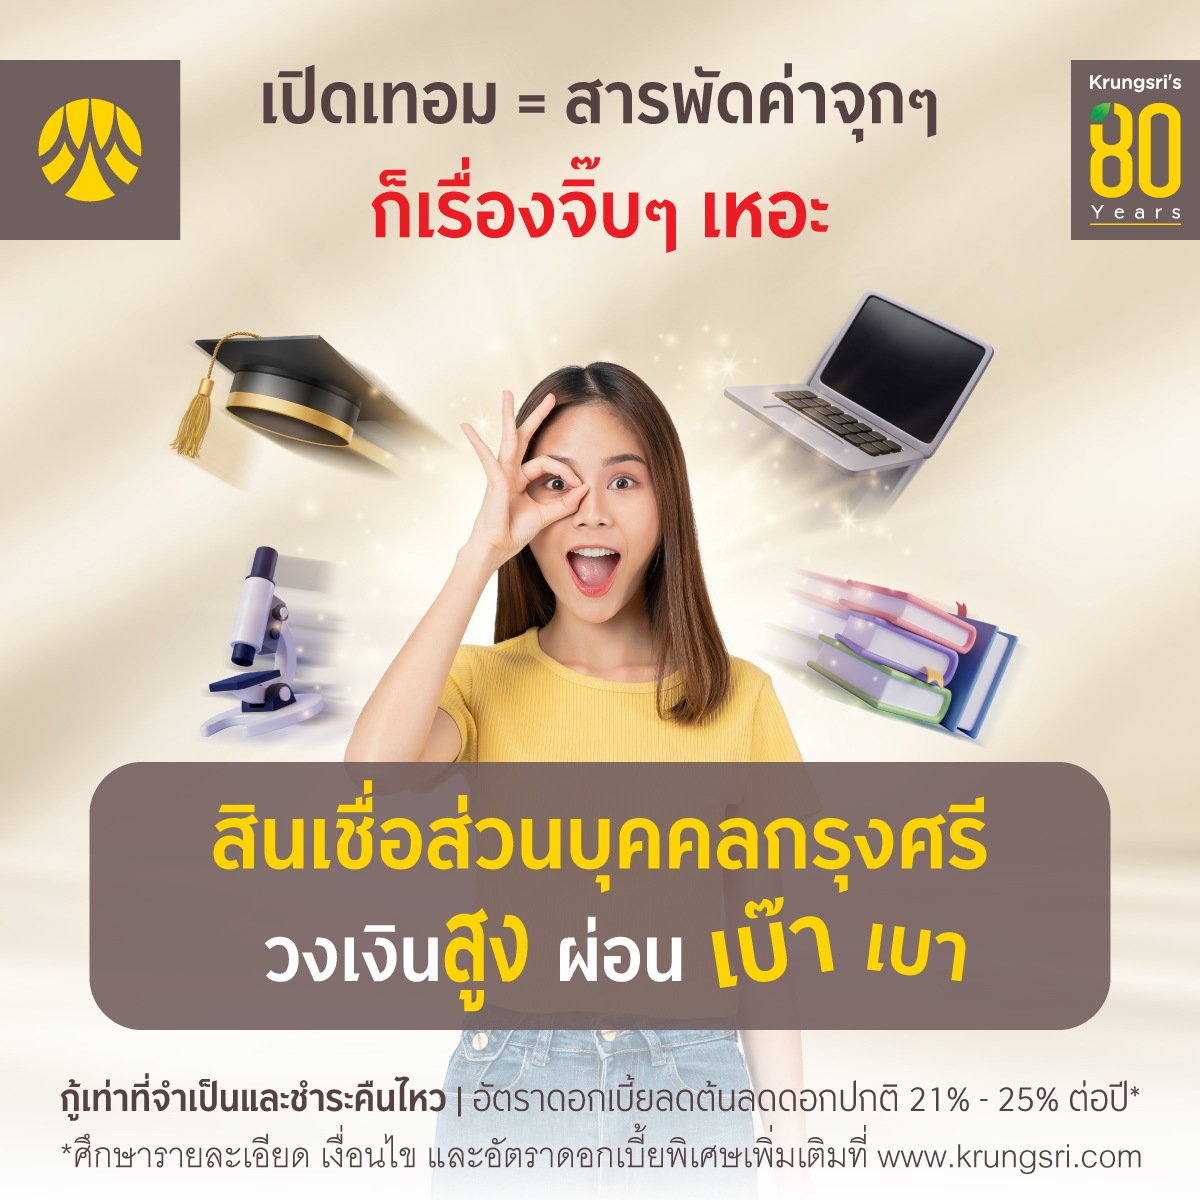 เปิดเทอม = สารพัดค่าจุกๆ
ก็เรื่องจิ๊บๆ เหอะ
Krungsri's
80
Years
สินเชื่อส่วนบุคคลกรุงศรี
วงเงินสูง ผ่อน เบ๊า เบา
กู้เท่าที่จำเป็นและชำระคืนไหว | อัตราดอกเบี้ยลดต้นลดดอกปกติ 21% - 25% ต่อปี*
*ศึกษารายละเอียด เงื่อนไข และอัตราดอกเบี้ยพิเศษเพิ่มเติมที่ www.krungsri.com